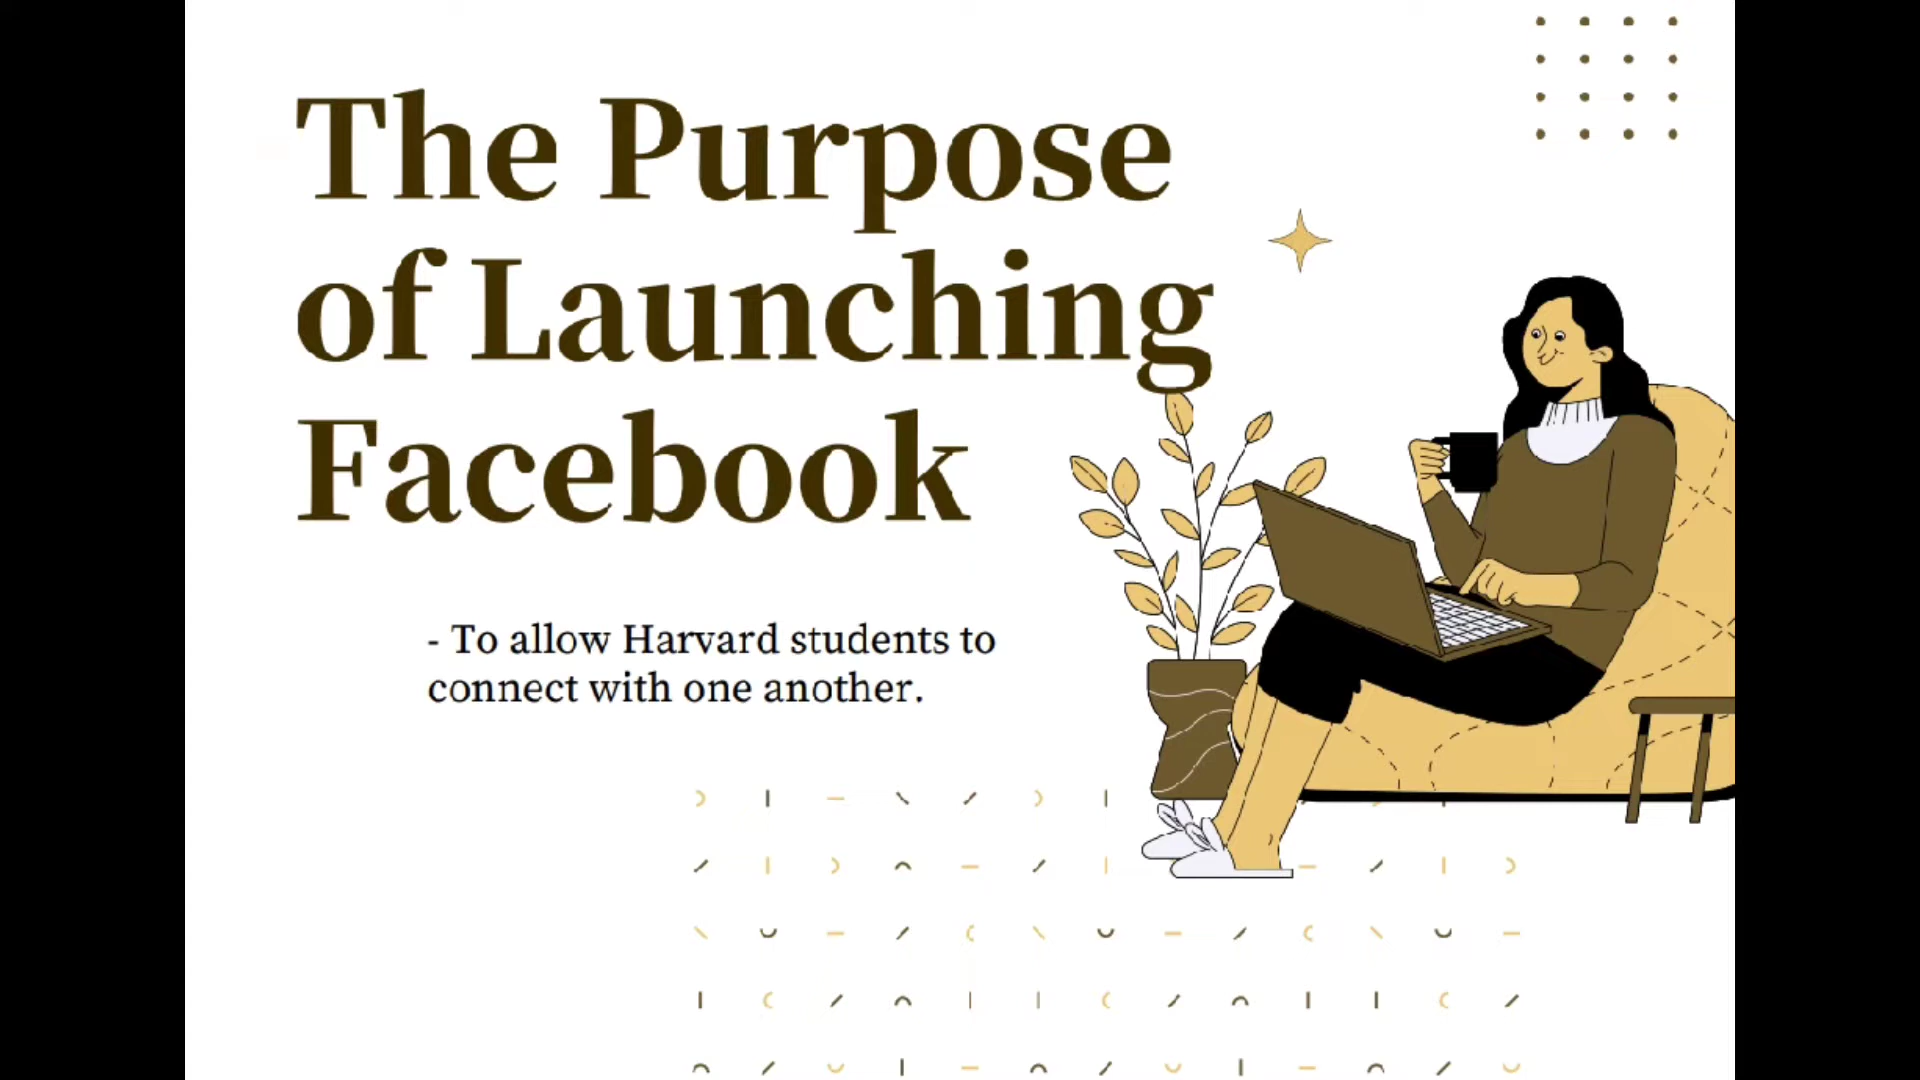 The Purpose
of Launching
Facebook
- To allow Harvard students to
connect with one another.